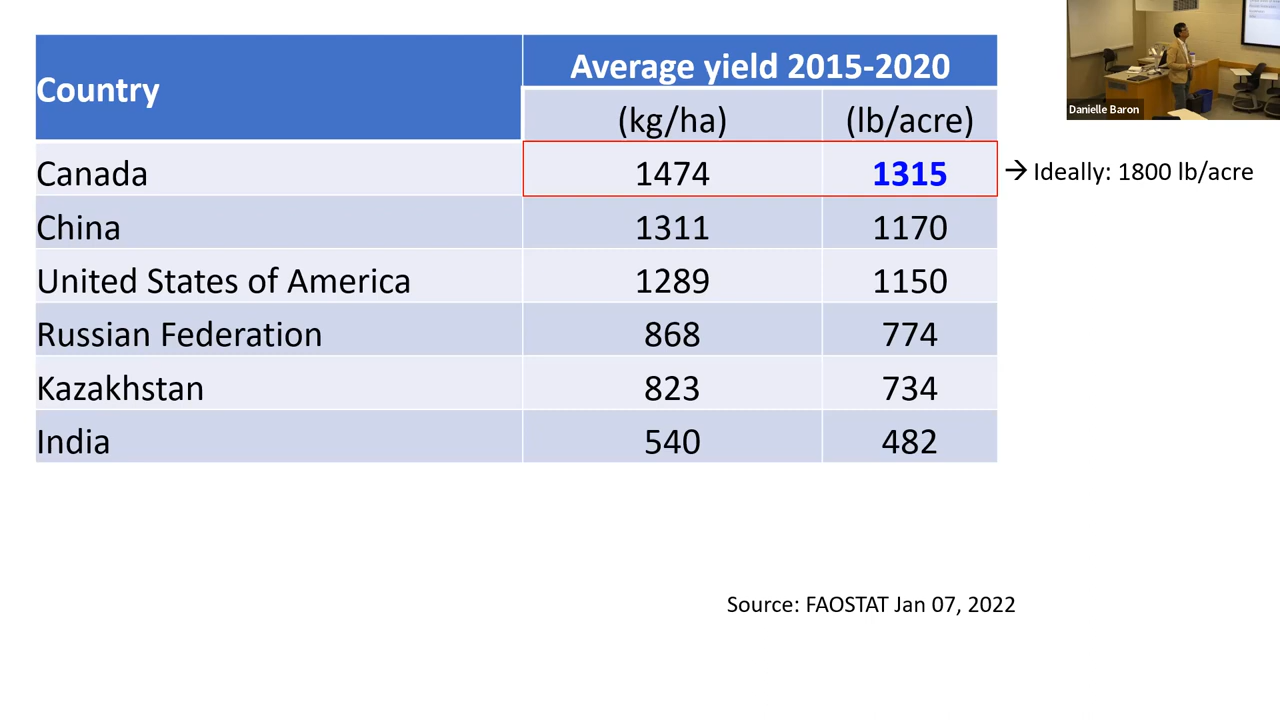 Country
Average yield 2015-2020
(kg/ha) (lb/acre)
Canada 1474 1315
→ Ideally: 1800 lb/acre
China 1311 1170
United States of America 1289 1150
Russian Federation 868 774
Kazakhstan 823 734
India 540 482
Source: FAOSTAT Jan 07, 2022
Danielle Baron